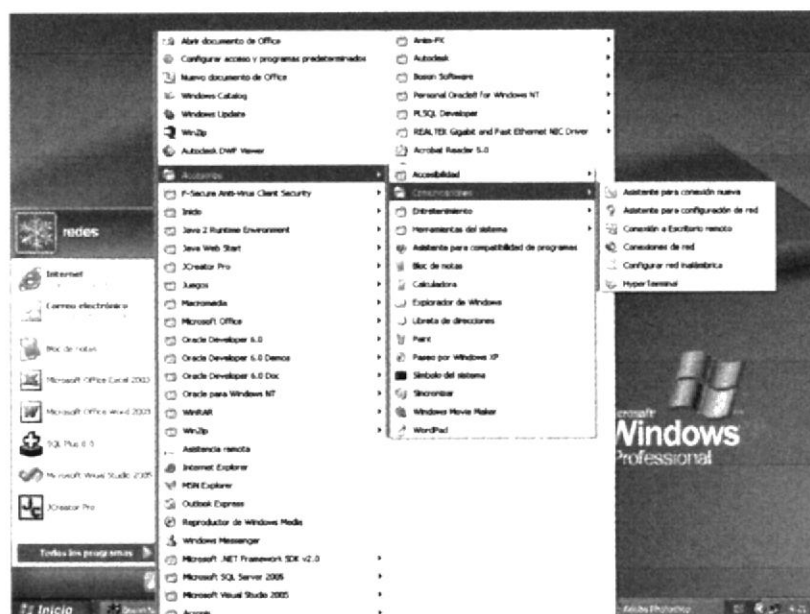 Abrir documento de Office
Configurar acceso y programas predeterminados
Nuevo documento de Office
Windows Catalog
Windows Update
WinZip
Autodesk DWF Viewer
Accesorios
F-Secure Anti-Virus Client Security
Inicio
Java 2 Runtime Environment
Java Web Start
JCreator Pro
Juegos
Macromedia
Microsoft Office
Oracle Developer 6.0
Oracle Developer 6.0 Demos
Oracle Developer 6.0 Doc
Oracle para Windows NT
WinRAR
WinZip
Asistencia remota
Internet Explorer
MSN Explorer
Outlook Express
Reproductor de Windows Media
Windows Messenger
Microsoft .NET Framework SDK v2.0
Microsoft SQL Server 2005
Microsoft Visual Studio 2005
Acronis
Autodesk
Boson Software
Personal Oracle8 for Windows NT
PLSQL Developer
REALTEK Gigabit and Fast Ethernet NIC Driver
Acrobat Reader 5.0
Accesibilidad
Comunicaciones
Entretenimiento
Herramientas del sistema
Asistente para compatibilidad de programas
Bloc de notas
Calculadora
Explorador de Windows
Libreta de direcciones
Paint
Paseo por Windows XP
Símbolo del sistema
Sincronizar
Windows Movie Maker
WordPad
Asistente para conexión nueva
Asistente para configuración de red
Conexión a Escritorio remoto
Conexiones de red
Configurar red inalámbrica
HyperTerminal
redes
Internet
Correo electrónico
Bloc de notas
Microsoft Office Excel 2003
Microsoft Office Word 2003
SQL Plus 8.0
Microsoft Visual Studio 2005
JCreator Pro
Todos los programas
Inicio
Microsoft
Windows
Professional
Adobe Photoshop